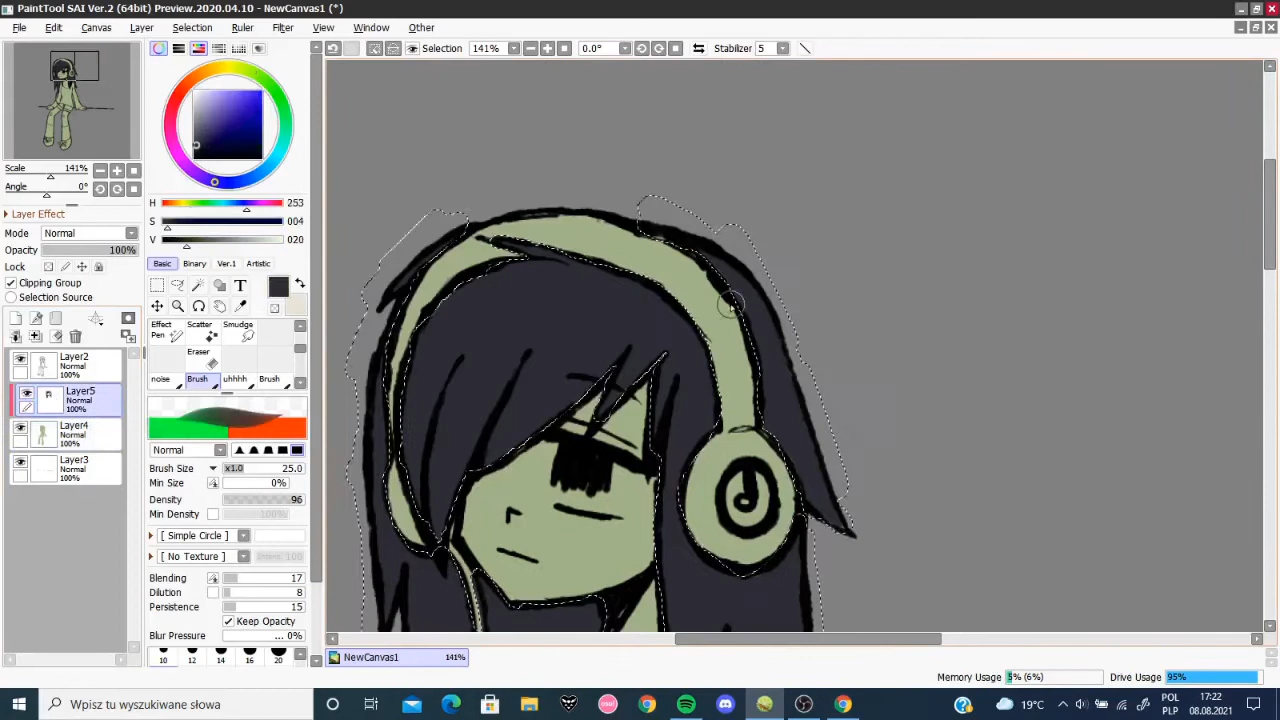 PaintTool SAI Ver.2 (64bit) Preview.2020.04.10 - NewCanvas1 (*)
File Edit Canvas Layer Selection Ruler Filter View Window Other
Selection 141% 0.0° Stabilizer 5
Scale 141%
Angle 0°
Layer Effect
Mode Normal
Opacity 100%
Lock
Clipping Group
Selection Source
Layer2
Normal
100%
Layer5
Normal
100%
Layer4
Normal
100%
Layer3
Normal
100%
H 253
S 004
V 020
Basic Binary Ver.1 Artistic
T
Effect Pen Scatter Smudge
Eraser
noise Brush uhhhh Brush
Normal
Brush Size x1.0 25.0
Min Size 0%
Density 96
Min Density 100%
[ Simple Circle ]
[ No Texture ]
Blending 17
Dilution 8
Persistence 15
Keep Opacity
Blur Pressure ... 0%
10 12 14 16 20
NewCanvas1 141%
Memory Usage 5% (6%) Drive Usage 95%
Wpisz tu wyszukiwane słowa
osu!
19°C
POL
PLP
17:22
08.08.2021